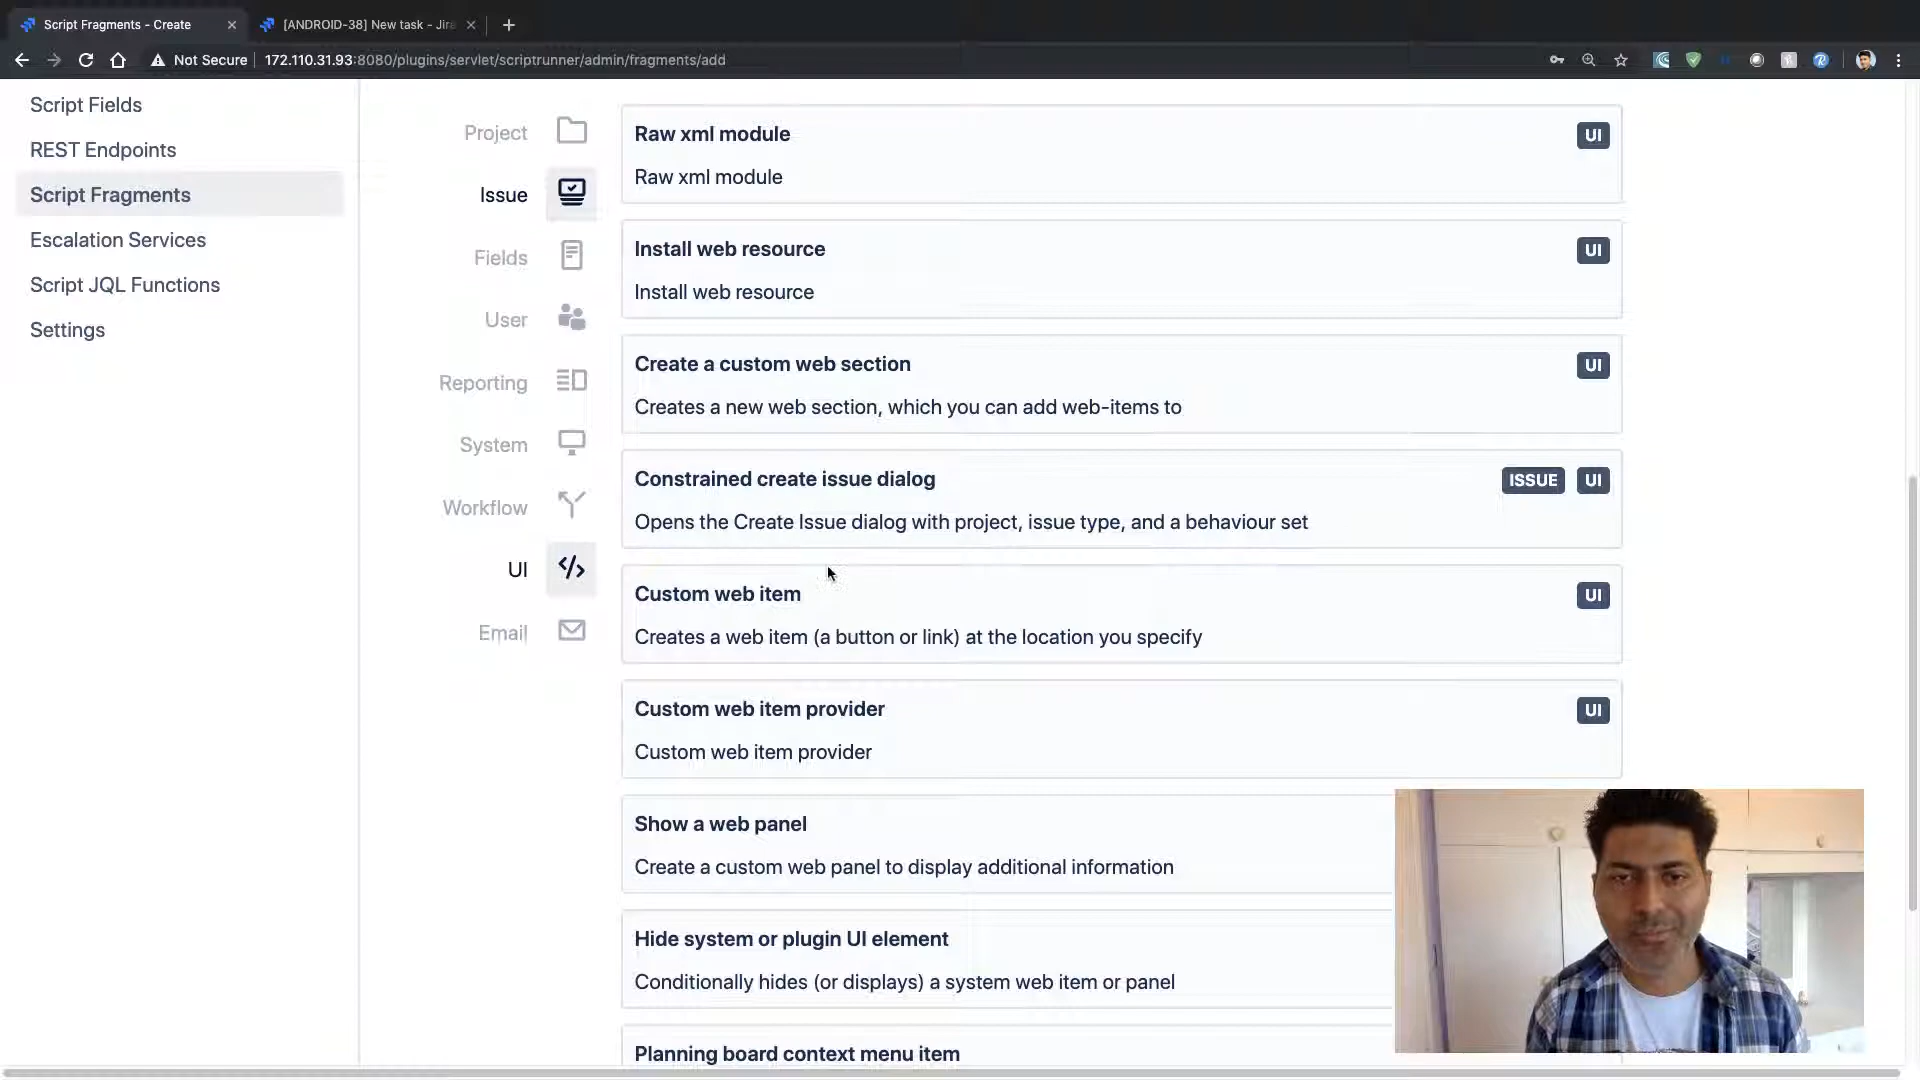 Script Fragments - Create
[ANDROID-38] New task - Jira
Not Secure
172.110.31.93:8080/plugins/servlet/scriptrunner/admin/fragments/add
Script Fields
REST Endpoints
Script Fragments
Escalation Services
Script JQL Functions
Settings
Project
Issue
Fields
User
Reporting
System
Workflow
UI
Email
Raw xml module
UI
Raw xml module
Install web resource
UI
Install web resource
Create a custom web section
UI
Creates a new web section, which you can add web-items to
Constrained create issue dialog
ISSUE UI
Opens the Create Issue dialog with project, issue type, and a behaviour set
Custom web item
UI
Creates a web item (a button or link) at the location you specify
Custom web item provider
UI
Custom web item provider
Show a web panel
Create a custom web panel to display additional information
Hide system or plugin UI element
Conditionally hides (or displays) a system web item or panel
Planning board context menu item